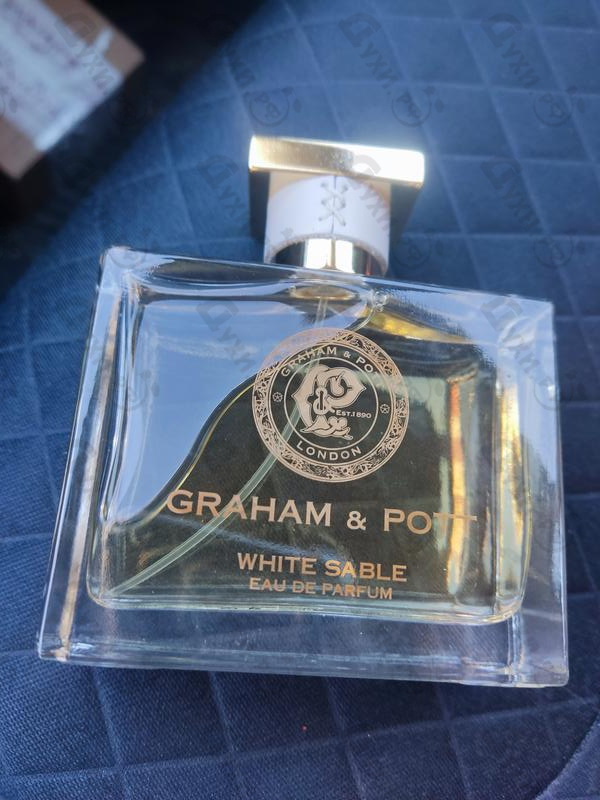 GRAHAM & POTT
EST.1890
LONDON
GRAHAM & POTT
WHITE SABLE
EAU DE PARFUM